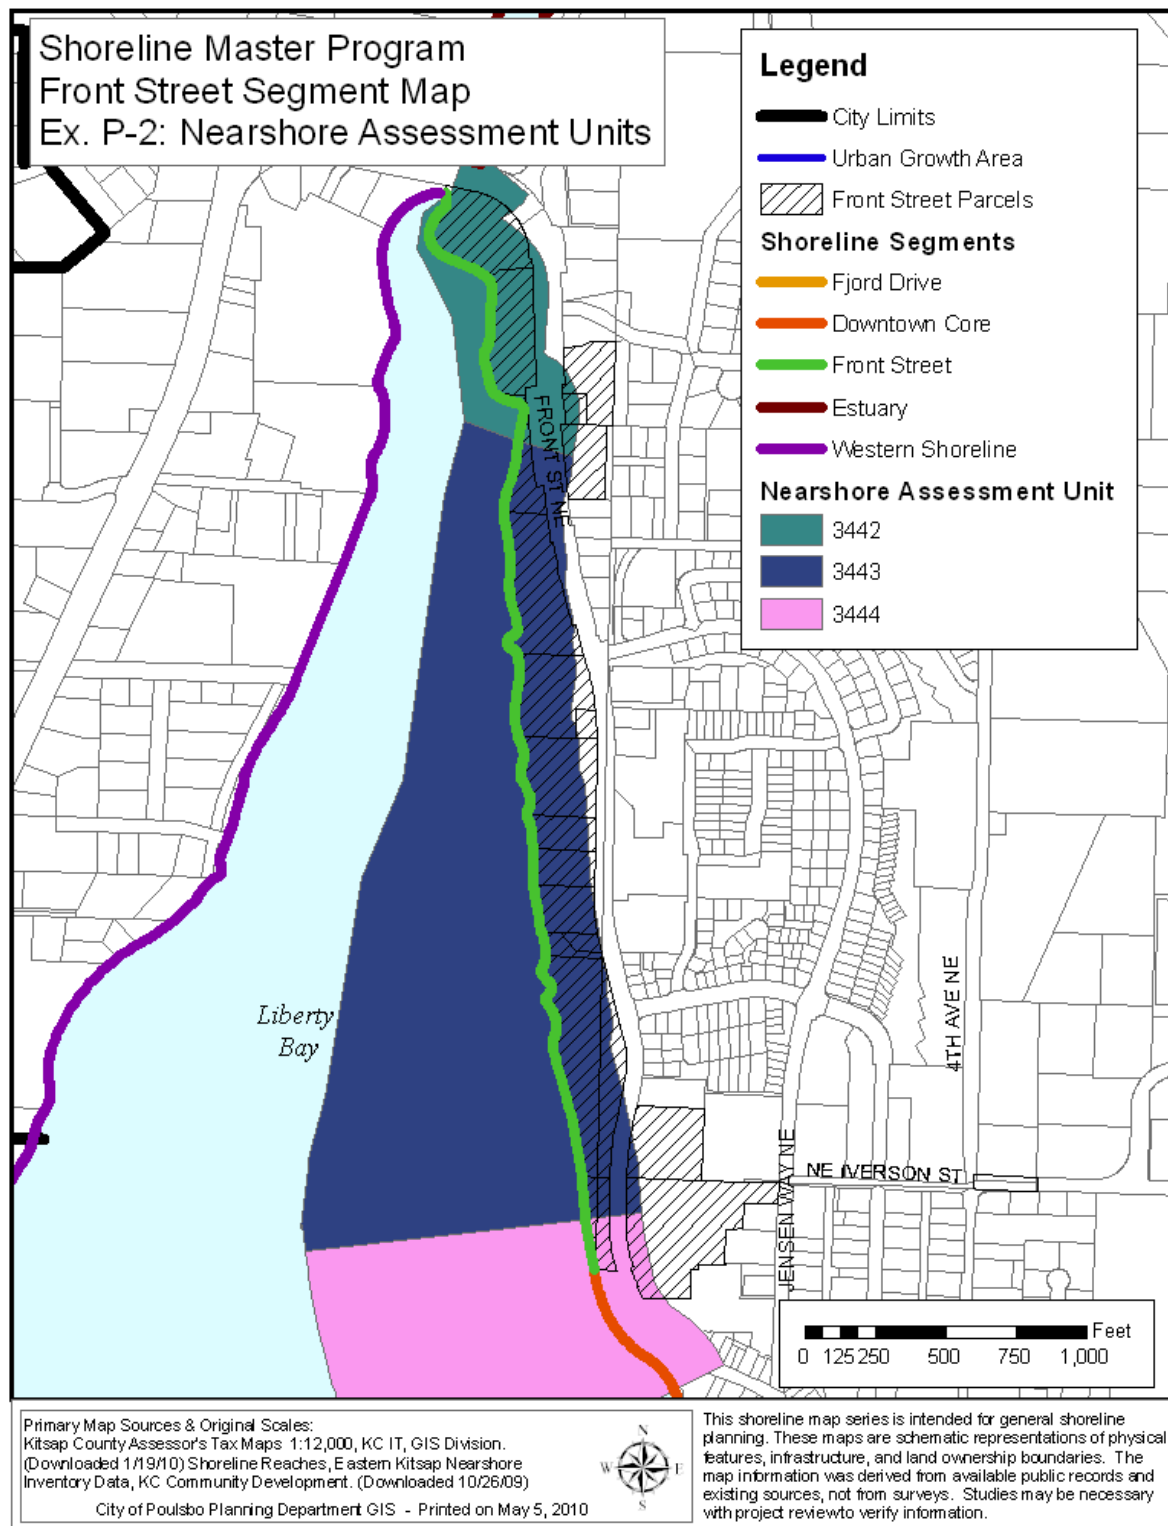 Shoreline Master Program
Front Street Segment Map
Ex. P-2: Nearshore Assessment Units
Legend
City Limits
Urban Growth Area
Front Street Parcels
Shoreline Segments
Fjord Drive
Downtown Core
Front Street
Estuary
Western Shoreline
Nearshore Assessment Unit
3442
3443
3444
FRONT ST NE
Liberty
Bay
4TH AVE NE
NE IVERSON ST
JENSEN WAY NE
Feet
0 125 250 500 750 1,000
Primary Map Sources & Original Scales:
Kitsap County Assessor's Tax Maps 1:12,000, KC IT, GIS Division.
(Downloaded 1/19/10) Shoreline Reaches, Eastern Kitsap Nearshore
Inventory Data, KC Community Development. (Downloaded 10/26/09)
City of Poulsbo Planning Department GIS - Printed on May 5, 2010
N
W E
S
This shoreline map series is intended for general shoreline
planning. These maps are schematic representations of physical
features, infrastructure, and land ownership boundaries. The
map information was derived from available public records and
existing sources, not from surveys. Studies may be necessary
with project review to verify information.